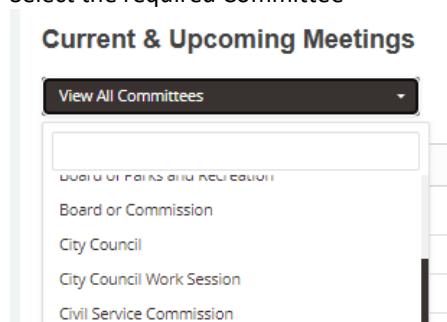 Select the required Committee
Current & Upcoming Meetings
View All Committees
Board of Parks and Recreation
Board or Commission
City Council
City Council Work Session
Civil Service Commission